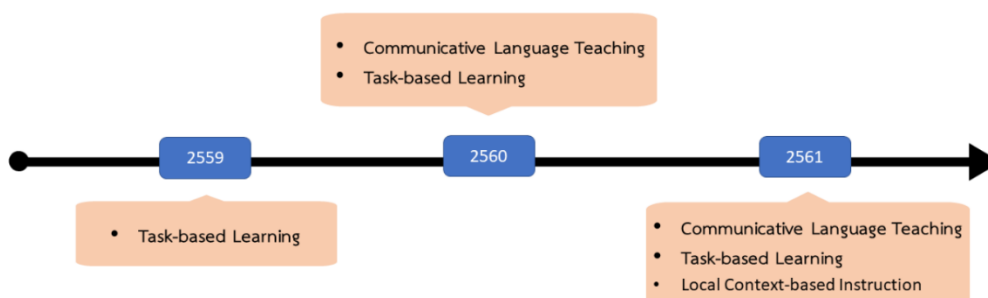 • Communicative Language Teaching
• Task-based Learning
2559
2560
2561
• Task-based Learning
• Communicative Language Teaching
• Task-based Learning
• Local Context-based Instruction